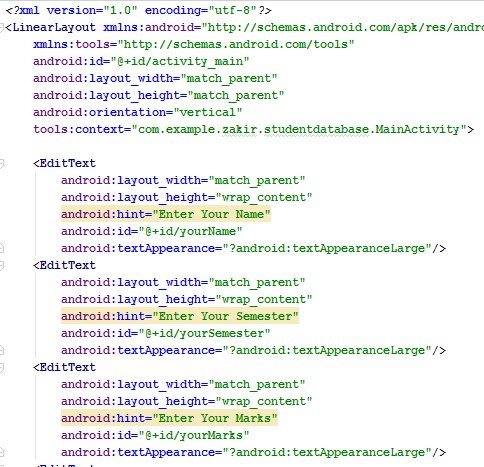 <?xml version="1.0" encoding="utf-8"?>
<LinearLayout xmlns:android="http://schemas.android.com/apk/res/andro
xmlns:tools="http://schemas.android.com/tools"
android:id="@+id/activity_main"
android:layout_width="match_parent"
android:layout_height="match_parent"
android:orientation="vertical"
tools:context="com.example.zakir.studentdatabase.MainActivity">
<EditText
android:layout_width="match_parent"
android:layout_height="wrap_content"
android:hint="Enter Your Name"
android:id="@+id/yourName"
android:textAppearance="?android:textAppearanceLarge"/>
<EditText
android:layout_width="match_parent"
android:layout_height="wrap_content"
android:hint="Enter Your Semester"
android:id="@+id/yourSemester"
android:textAppearance="?android:textAppearanceLarge"/>
<EditText
android:layout_width="match_parent"
android:layout_height="wrap_content"
android:hint="Enter Your Marks"
android:id="@+id/yourMarks"
android:textAppearance="?android:textAppearanceLarge"/>
<EditText